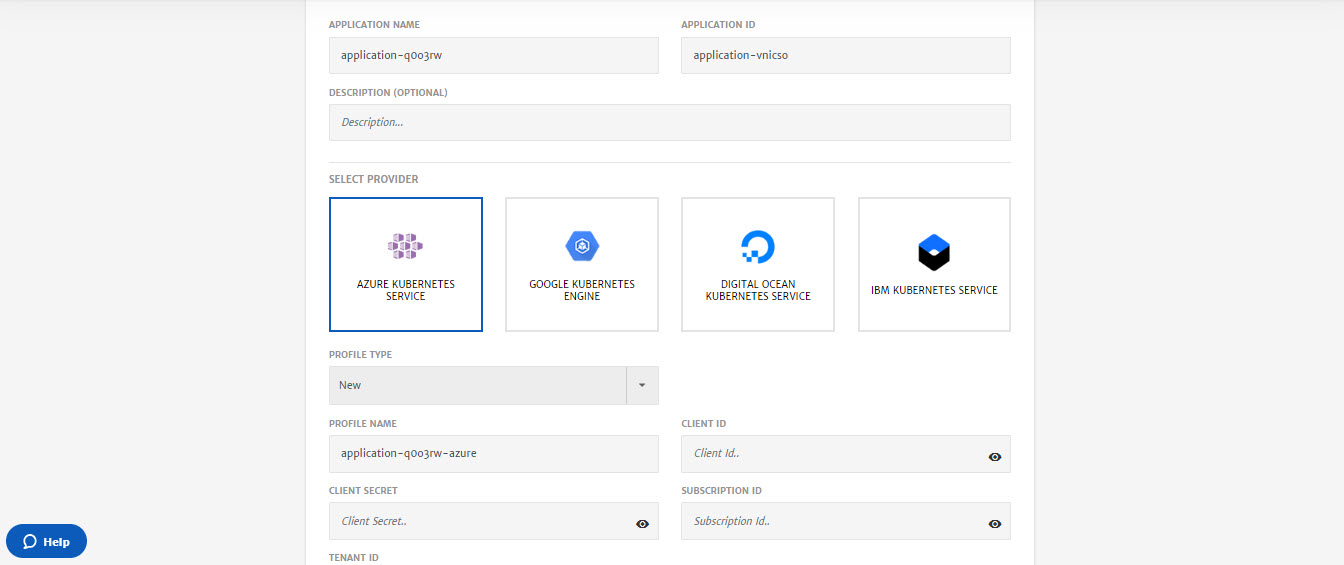 APPLICATION NAME
APPLICATION ID
application-q0o3rw
application-vnicso
DESCRIPTION (OPTIONAL)
Description...
SELECT PROVIDER
AZURE KUBERNETES
SERVICE
GOOGLE KUBERNETES
ENGINE
DIGITAL OCEAN
KUBERNETES SERVICE
IBM KUBERNETES SERVICE
PROFILE TYPE
New
PROFILE NAME
CLIENT ID
application-q0o3rw-azure
Client Id..
CLIENT SECRET
SUBSCRIPTION ID
Client Secret..
Subscription Id..
Help
TENANT ID